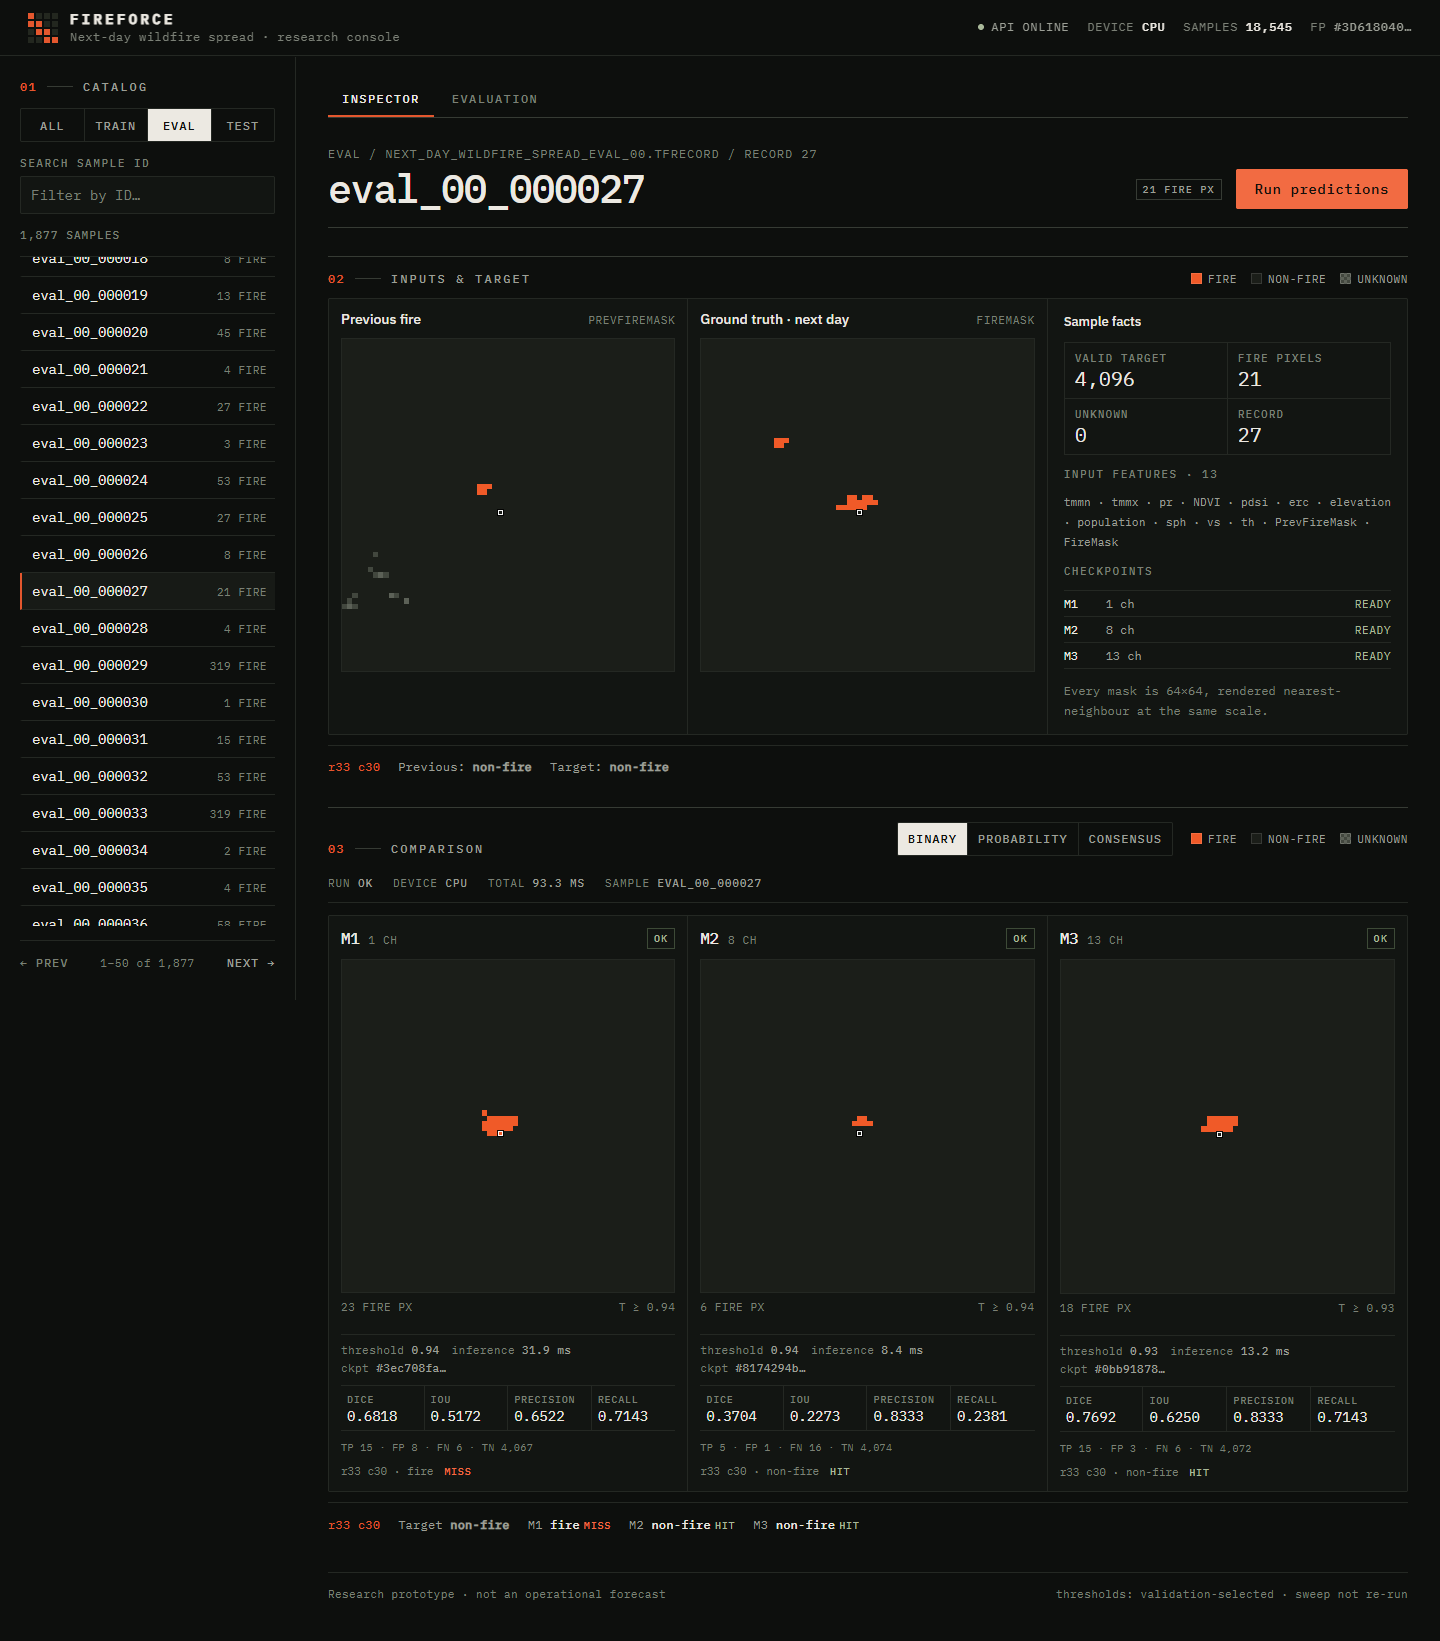 FIREFORCE
Next-day wildfire spread · research console
API ONLINE DEVICE CPU SAMPLES 18,545 FP #3D618040…
01 CATALOG
ALL TRAIN EVAL TEST
SEARCH SAMPLE ID
Filter by ID…
1,877 SAMPLES
eval_00_000018 8 FIRE
eval_00_000019 13 FIRE
eval_00_000020 45 FIRE
eval_00_000021 4 FIRE
eval_00_000022 27 FIRE
eval_00_000023 3 FIRE
eval_00_000024 53 FIRE
eval_00_000025 27 FIRE
eval_00_000026 8 FIRE
eval_00_000027 21 FIRE
eval_00_000028 4 FIRE
eval_00_000029 319 FIRE
eval_00_000030 1 FIRE
eval_00_000031 15 FIRE
eval_00_000032 53 FIRE
eval_00_000033 319 FIRE
eval_00_000034 2 FIRE
eval_00_000035 4 FIRE
eval_00_000036 58 FIRE
← PREV 1–50 of 1,877 NEXT →
INSPECTOR EVALUATION
EVAL / NEXT_DAY_WILDFIRE_SPREAD_EVAL_00.TFRECORD / RECORD 27
eval_00_000027
21 FIRE PX
Run predictions
02 INPUTS & TARGET
FIRE NON-FIRE UNKNOWN
Previous fire PREVFIREMASK
Ground truth · next day FIREMASK
Sample facts
VALID TARGET
4,096
FIRE PIXELS
21
UNKNOWN
0
RECORD
27
INPUT FEATURES · 13
tmmn · tmmx · pr · NDVI · pdsi · erc · elevation
· population · sph · vs · th · PrevFireMask ·
FireMask
CHECKPOINTS
M1 1 ch READY
M2 8 ch READY
M3 13 ch READY
Every mask is 64×64, rendered nearest-
neighbour at the same scale.
r33 c30 Previous: non-fire Target: non-fire
03 COMPARISON
BINARY PROBABILITY CONSENSUS
FIRE NON-FIRE UNKNOWN
RUN OK DEVICE CPU TOTAL 93.3 MS SAMPLE EVAL_00_000027
M1 1 CH OK
23 FIRE PX T ≥ 0.94
threshold 0.94 inference 31.9 ms
ckpt #3ec708fa…
DICE IOU PRECISION RECALL
0.6818 0.5172 0.6522 0.7143
TP 15 · FP 8 · FN 6 · TN 4,067
r33 c30 · fire MISS
M2 8 CH OK
6 FIRE PX T ≥ 0.94
threshold 0.94 inference 8.4 ms
ckpt #8174294b…
DICE IOU PRECISION RECALL
0.3704 0.2273 0.8333 0.2381
TP 5 · FP 1 · FN 16 · TN 4,074
r33 c30 · non-fire HIT
M3 13 CH OK
18 FIRE PX T ≥ 0.93
threshold 0.93 inference 13.2 ms
ckpt #0bb91878…
DICE IOU PRECISION RECALL
0.7692 0.6250 0.8333 0.7143
TP 15 · FP 3 · FN 6 · TN 4,072
r33 c30 · non-fire HIT
r33 c30 Target non-fire M1 fire MISS M2 non-fire HIT M3 non-fire HIT
Research prototype · not an operational forecast
thresholds: validation-selected · sweep not re-run